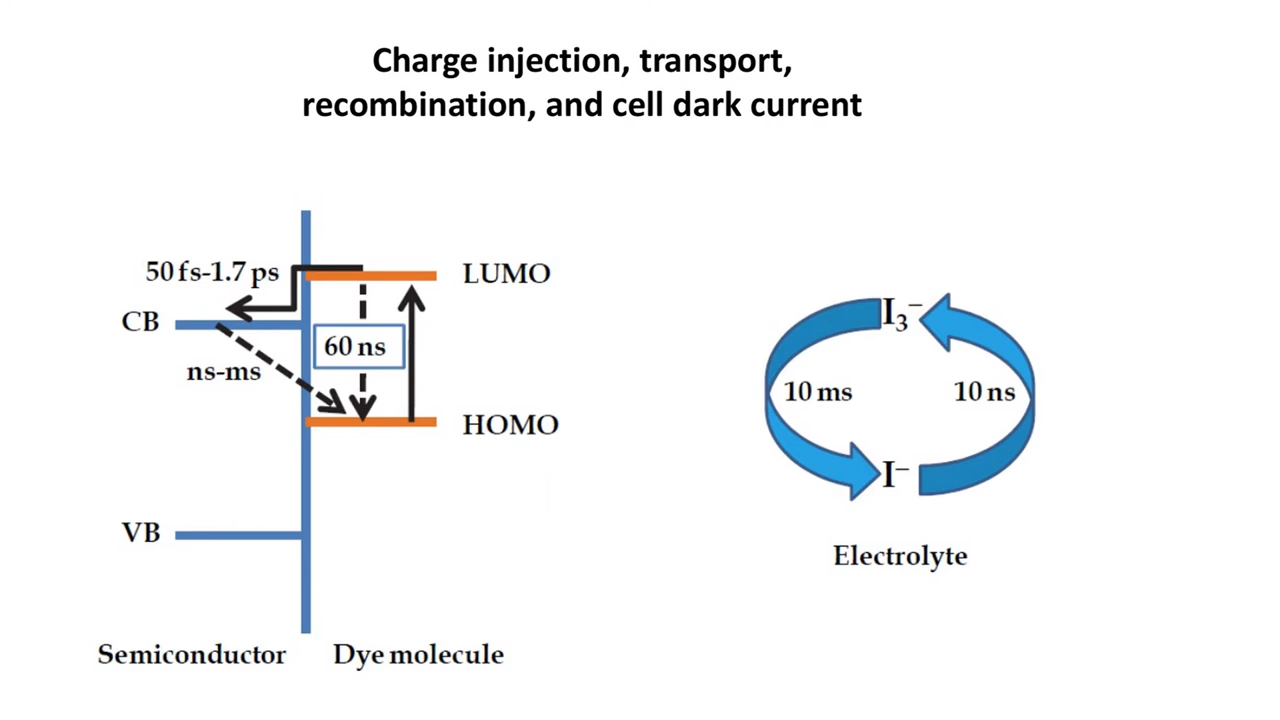 Charge injection, transport,
recombination, and cell dark current
50 fs-1.7 ps
LUMO
CB
60 ns
ns-ms
HOMO
VB
Semiconductor
Dye molecule
I₃⁻
10 ms
10 ns
I⁻
Electrolyte